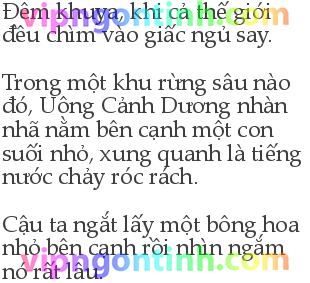 Đêm khuya, khi cả thế giới
đều chìm vào giấc ngủ say.
Trong một khu rừng sâu nào
đó, Uông Cảnh Dương nhàn
nhã nằm bên cạnh một con
suối nhỏ, xung quanh là tiếng
nước chảy róc rách.
Cậu ta ngắt lấy một bông hoa
nhỏ bên cạnh rồi nhìn ngắm
nó rất lâu.
vipngontinh.com
vipngontinh.com